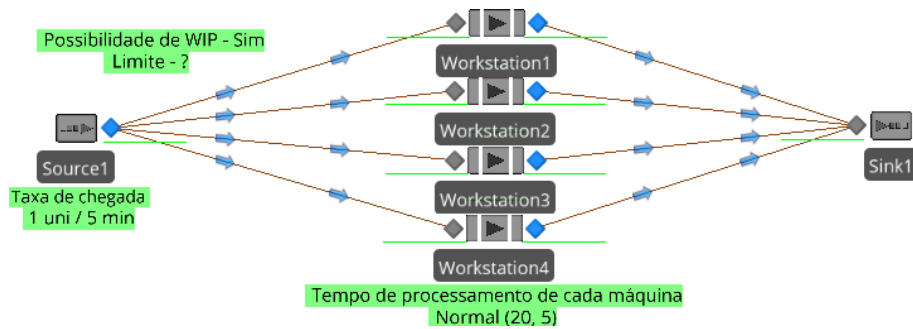 Possibilidade de WIP - Sim
Limite - ?
Workstation1
Workstation2
Source1
Workstation3
Sink1
Taxa de chegada
1 uni / 5 min
Workstation4
Tempo de processamento de cada máquina
Normal (20, 5)